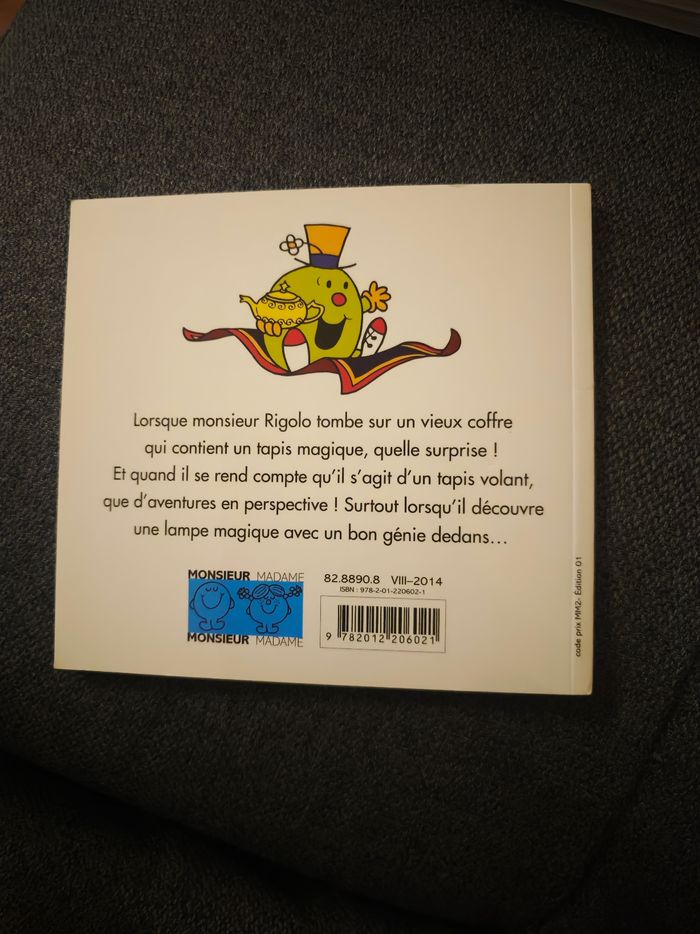 Lorsque monsieur Rigolo tombe sur un vieux coffre
qui contient un tapis magique, quelle surprise !
Et quand il se rend compte qu'il s'agit d'un tapis volant,
que d'aventures en perspective ! Surtout lorsqu'il découvre
une lampe magique avec un bon génie dedans...
MONSIEUR MADAME
MONSIEUR MADAME
82.8890.8 VIII–2014
ISBN : 978-2-01-220602-1
9 782012 206021
code prix MM2- Édition 01